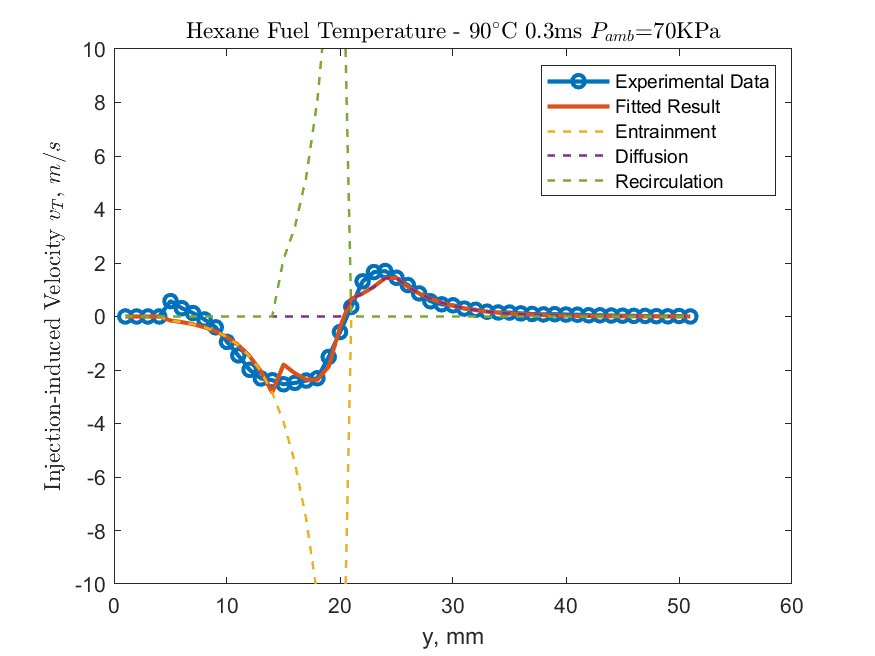 Hexane Fuel Temperature - 90°C 0.3ms P_amb=70KPa
Injection-induced Velocity v_T, m/s
10
8
6
4
2
0
-2
-4
-6
-8
-10
Experimental Data
Fitted Result
Entrainment
Diffusion
Recirculation
0 10 20 30 40 50 60
y, mm